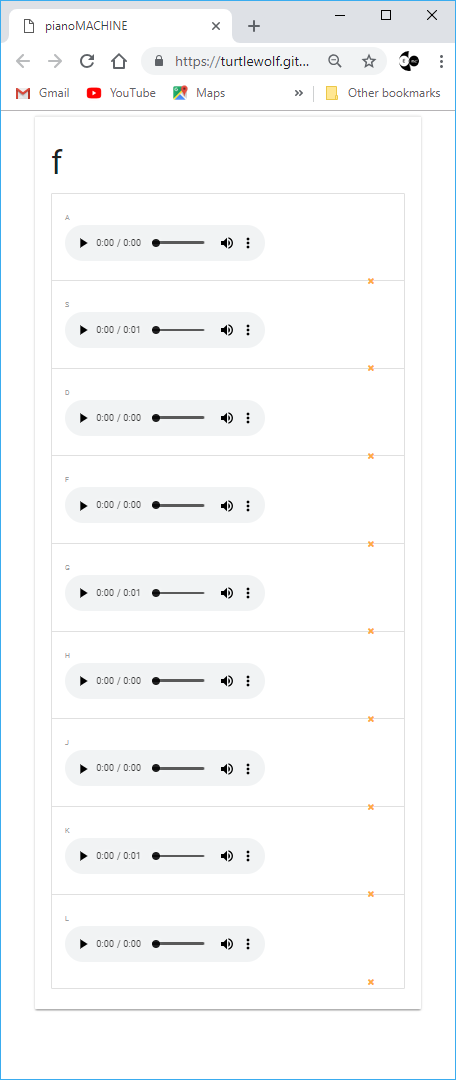 pianoMACHINE
https://turtlewolf.git...
Gmail YouTube Maps » Other bookmarks
f
A
0:00 / 0:00
S
0:00 / 0:01
D
0:00 / 0:00
F
0:00 / 0:00
G
0:00 / 0:01
H
0:00 / 0:00
J
0:00 / 0:00
K
0:00 / 0:01
L
0:00 / 0:00